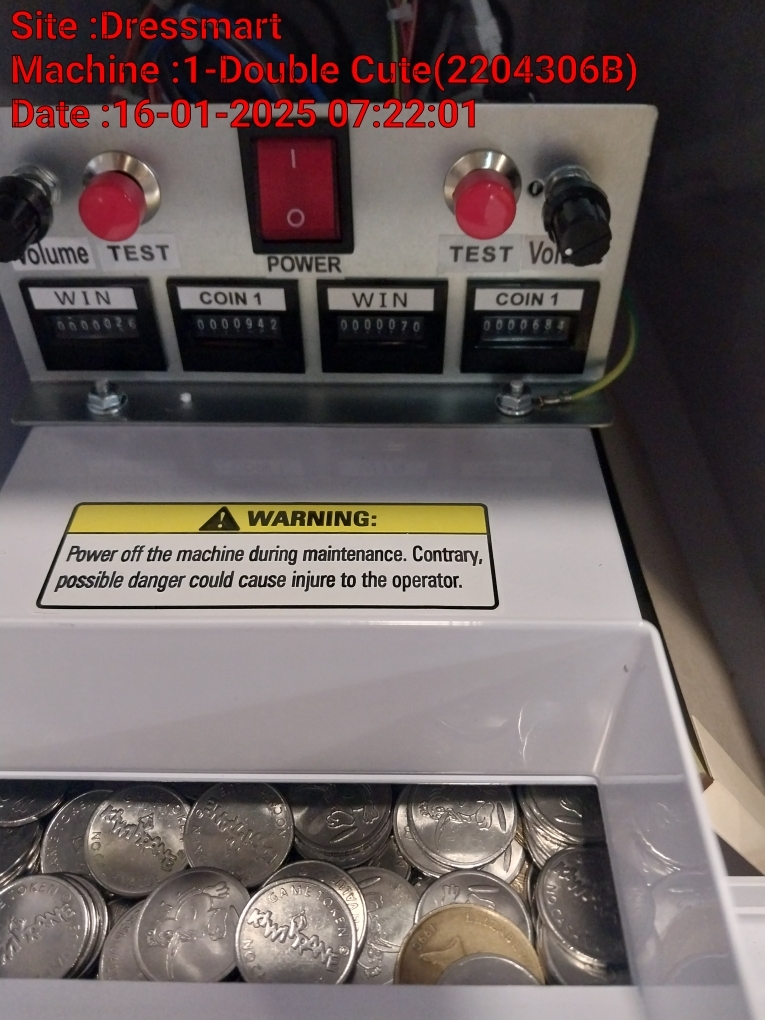 Site :Dressmart
Machine :1-Double Cute(2204306B)
Date :16-01-2025 07:22:01
I
O
Volume TEST
POWER
TEST Vol
WIN COIN 1 WIN COIN 1
0000026 0000942 0000070 0000684
WARNING:
Power off the machine during maintenance. Contrary,
possible danger could cause injure to the operator.
GAME TOKEN